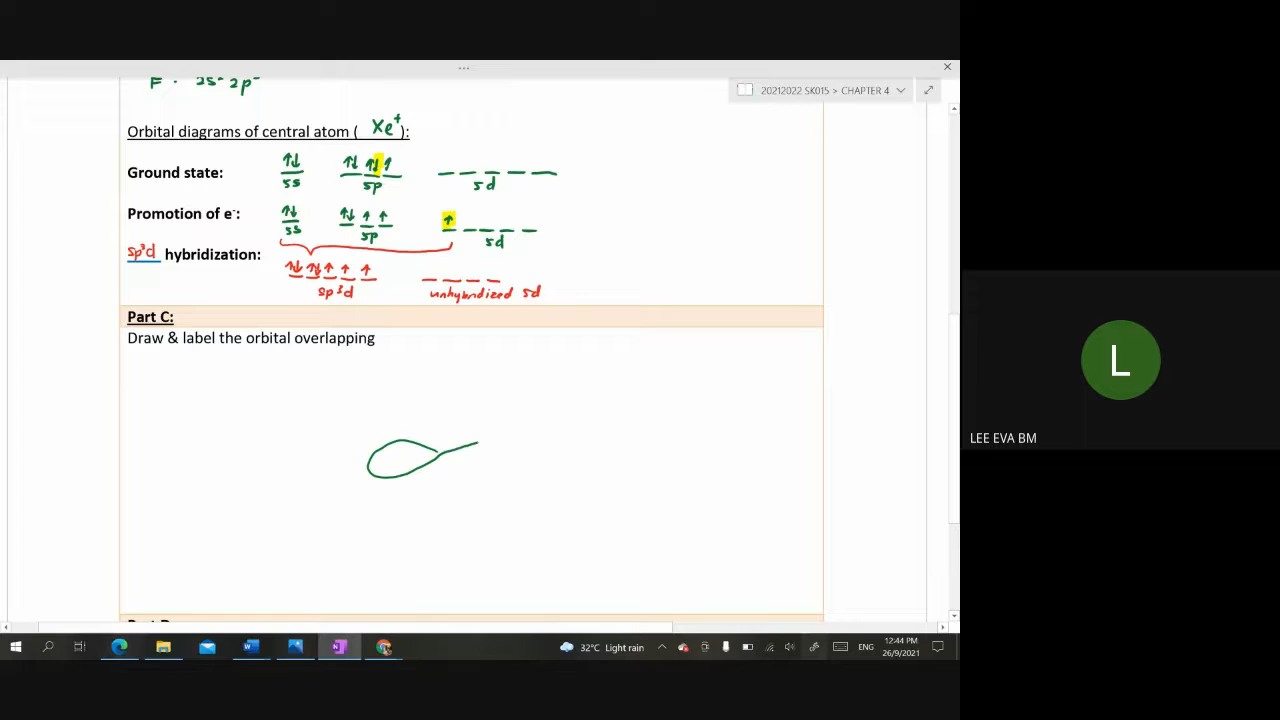 F : 2s² 2p⁵
20212022 SK015 > CHAPTER 4
Orbital diagrams of central atom ( Xe⁺ ):
Ground state: ↑↓ ↑↓ ↑↓ ↑
5s 5p 5d
Promotion of e⁻: ↑↓ ↑↓ ↑ ↑ ↑
5s 5p 5d
sp³d hybridization:
↑↓ ↑↓ ↑ ↑ ↑
sp³d unhybridized 5d
Part C:
Draw & label the orbital overlapping
L
LEE EVA BM
32°C Light rain
ENG
12:44 PM
26/9/2021